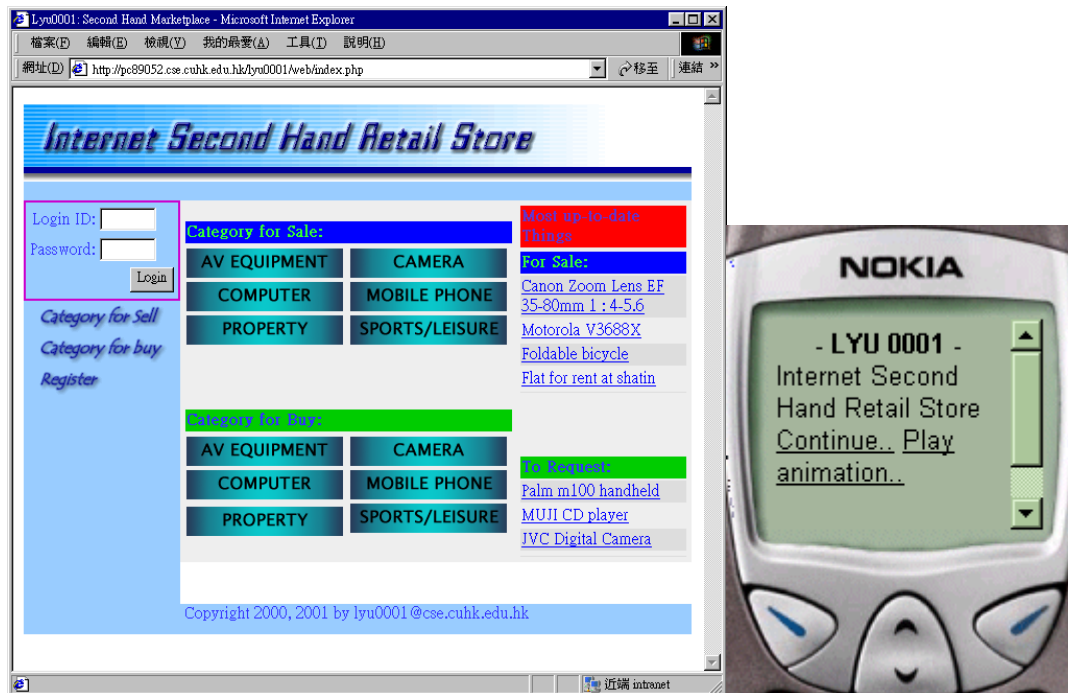 Lyu0001: Second Hand Marketplace - Microsoft Internet Explorer
檔案(F) 編輯(E) 檢視(V) 我的最愛(A) 工具(T) 說明(H)
網址(D) http://pc89052.cse.cuhk.edu.hk/lyu0001/web/index.php 移至 連結 »
Internet Second Hand Retail Store
Login ID:
Password:
Login
Category for Sell
Category for buy
Register
Category for Sale:
AV EQUIPMENT CAMERA
COMPUTER MOBILE PHONE
PROPERTY SPORTS/LEISURE
Category for Buy:
AV EQUIPMENT CAMERA
COMPUTER MOBILE PHONE
PROPERTY SPORTS/LEISURE
Most up-to-date
Things
For Sale:
Canon Zoom Lens EF
35-80mm 1 : 4-5.6
Motorola V3688X
Foldable bicycle
Flat for rent at shatin
To Request:
Palm m100 handheld
MUJI CD player
JVC Digital Camera
Copyright 2000, 2001 by lyu0001@cse.cuhk.edu.hk
近端 intranet
NOKIA
- LYU 0001 -
Internet Second
Hand Retail Store
Continue.. Play
animation..